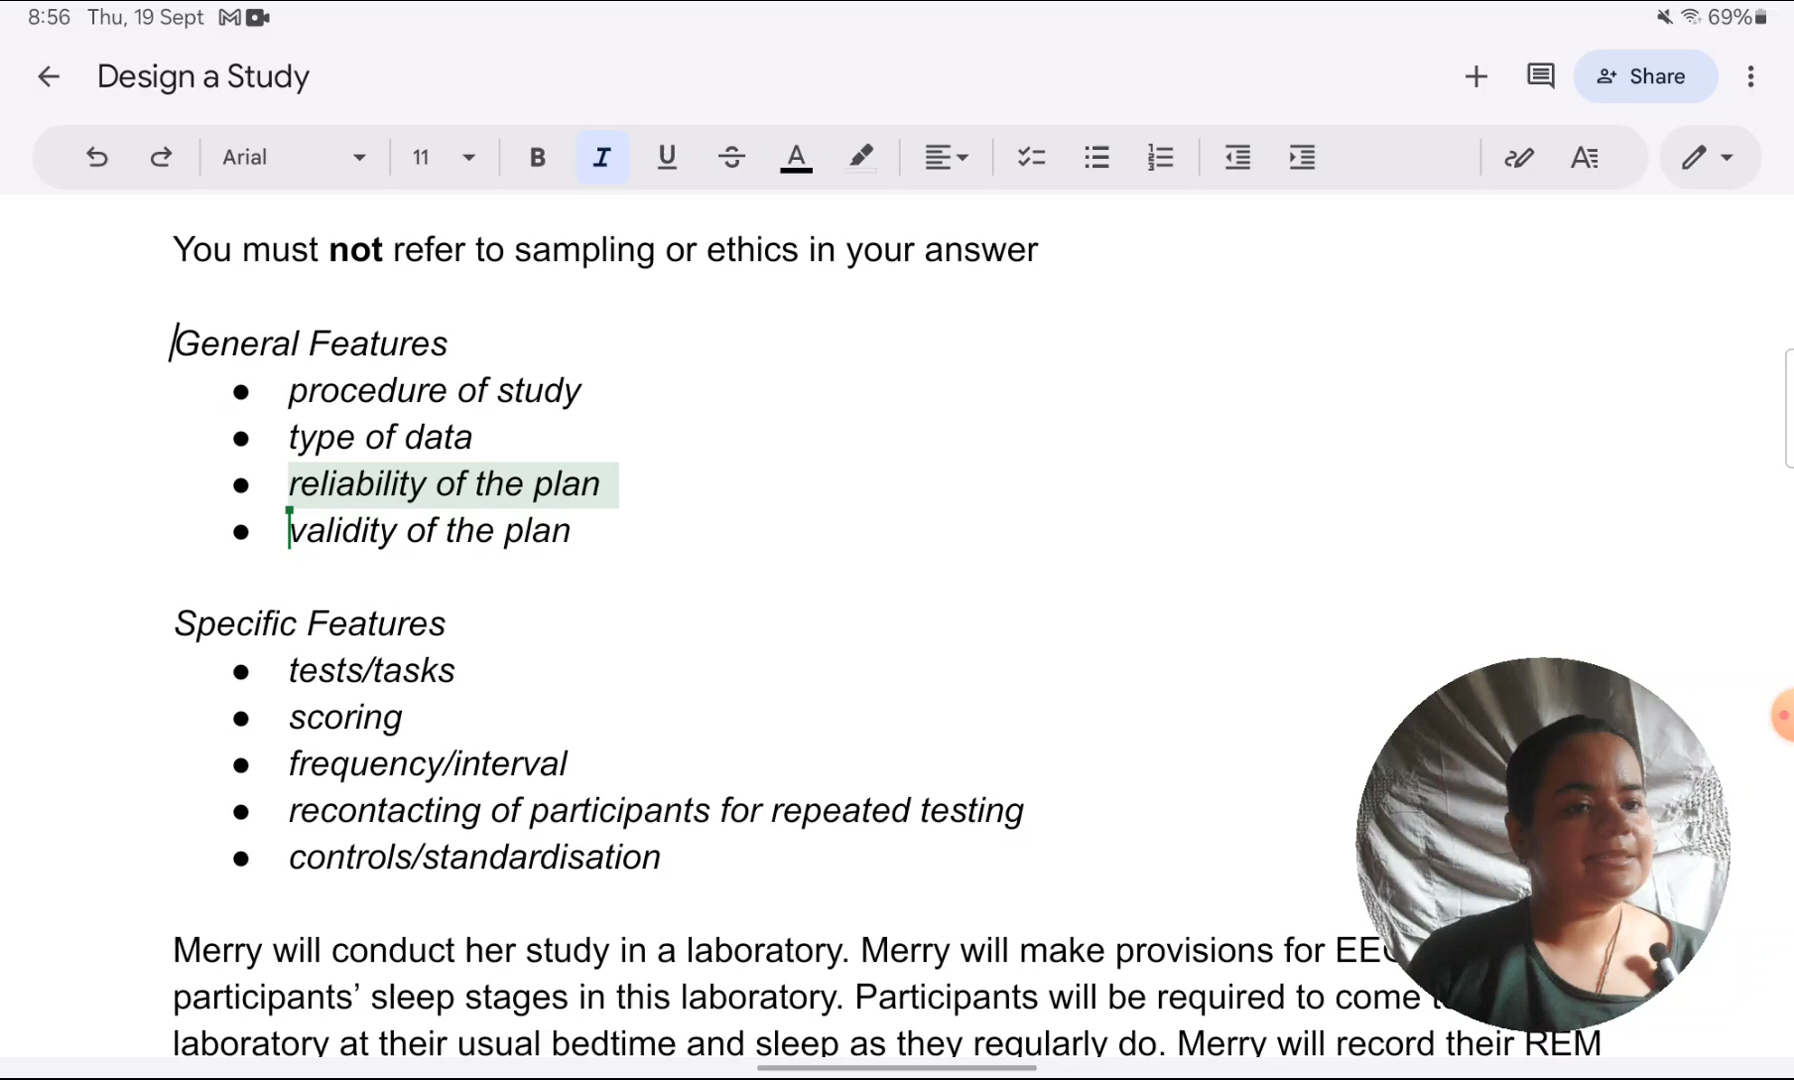 8:56 Thu, 19 Sept 69%
Design a Study
Share
Arial 11 B I U A
You must not refer to sampling or ethics in your answer
General Features
● procedure of study
● type of data
● reliability of the plan
● validity of the plan
Specific Features
● tests/tasks
● scoring
● frequency/interval
● recontacting of participants for repeated testing
● controls/standardisation
Merry will conduct her study in a laboratory. Merry will make provisions for
participants’ sleep stages in this laboratory. Participants will be required to come
laboratory at their usual bedtime and sleep as they regularly do. Merry will record their REM